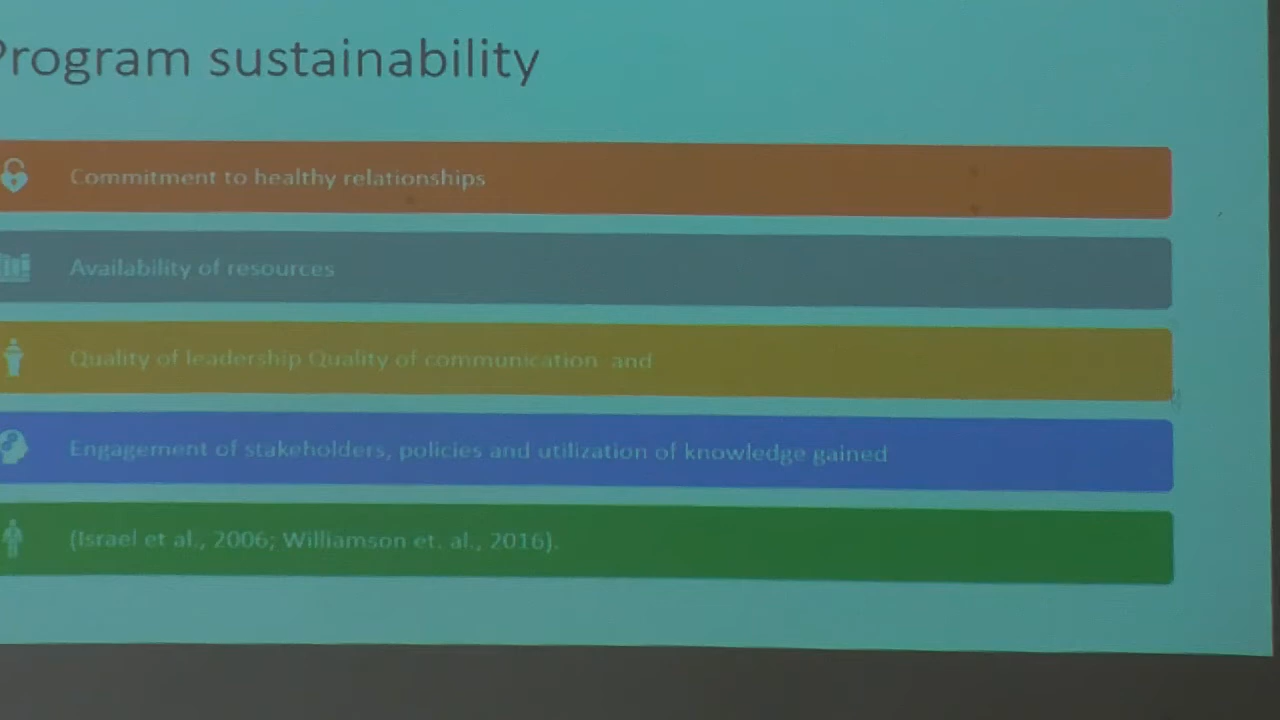 Program sustainability
Commitment to healthy relationships
Availability of resources
Quality of leadership Quality of communication and
Engagement of stakeholders, policies and utilization of knowledge gained
(Israel et al., 2006; Williamson et. al., 2016).